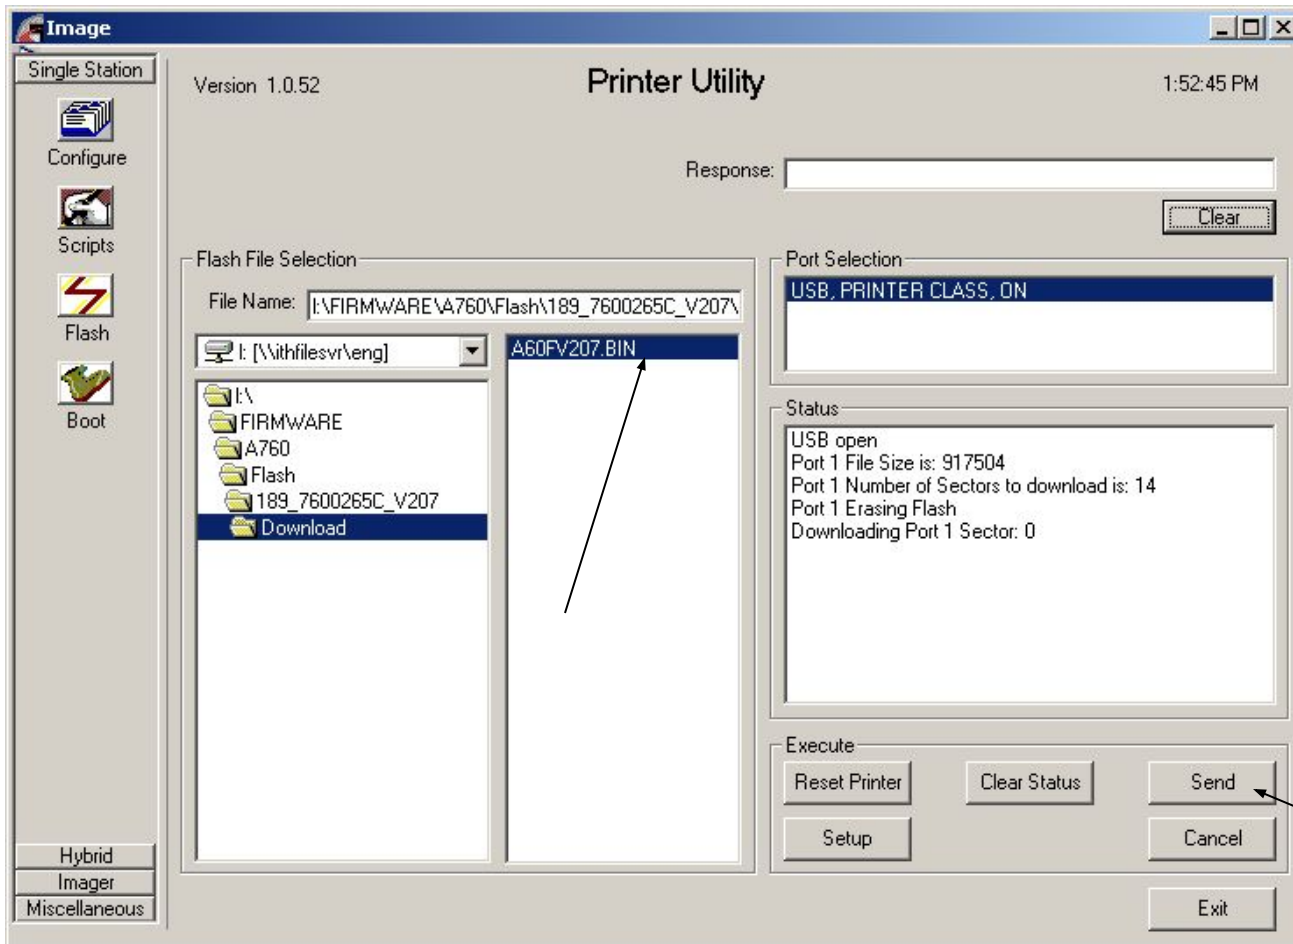 Image
Single Station
Configure
Scripts
Flash
Boot
Hybrid
Imager
Miscellaneous
Version 1.0.52
Printer Utility
1:52:45 PM
Response:
Clear
Flash File Selection
File Name: I:\FIRMWARE\A760\Flash\189_7600265C_V207\
I: [\\ithfilesvr\eng]
I:\
FIRMWARE
A760
Flash
189_7600265C_V207
Download
A60FV207.BIN
Port Selection
USB, PRINTER CLASS, ON
Status
USB open
Port 1 File Size is: 917504
Port 1 Number of Sectors to download is: 14
Port 1 Erasing Flash
Downloading Port 1 Sector: 0
Execute
Reset Printer
Clear Status
Send
Setup
Cancel
Exit